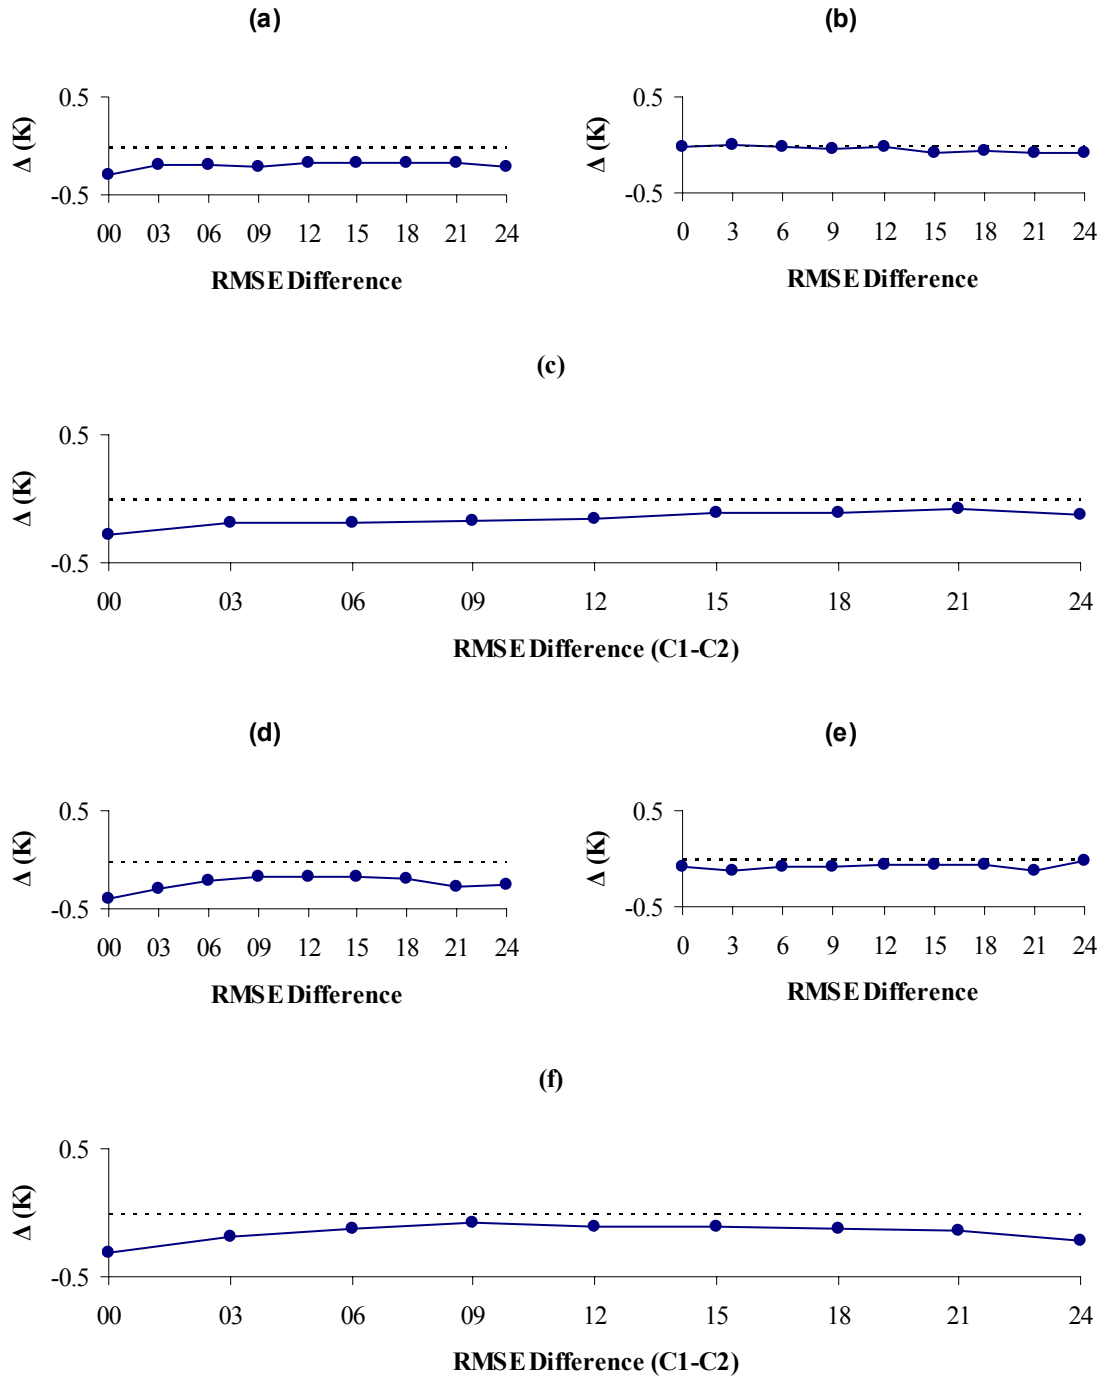 (a) (b)
0.5 0.5
Δ (K) Δ (K)
-0.5 -0.5
00 03 06 09 12 15 18 21 24 0 3 6 9 12 15 18 21 24
RMSE Difference RMSE Difference
(c)
0.5
Δ (K)
-0.5
00 03 06 09 12 15 18 21 24
RMSE Difference (C1-C2)
(d) (e)
0.5 0.5
Δ (K) Δ (K)
-0.5 -0.5
00 03 06 09 12 15 18 21 24 0 3 6 9 12 15 18 21 24
RMSE Difference RMSE Difference
(f)
0.5
Δ (K)
-0.5
00 03 06 09 12 15 18 21 24
RMSE Difference (C1-C2)